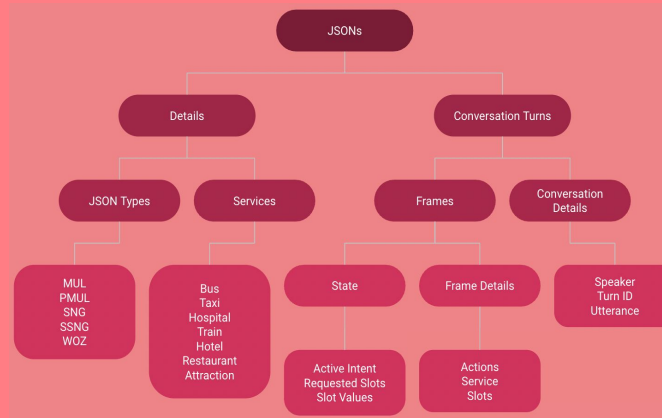 JSONs
Details
Conversation Turns
JSON Types
Services
Frames
Conversation
Details
MUL
PMUL
SNG
SSNG
WOZ
Bus
Taxi
Hospital
Train
Hotel
Restaurant
Attraction
State
Frame Details
Speaker
Turn ID
Utterance
Active Intent
Requested Slots
Slot Values
Actions
Service
Slots